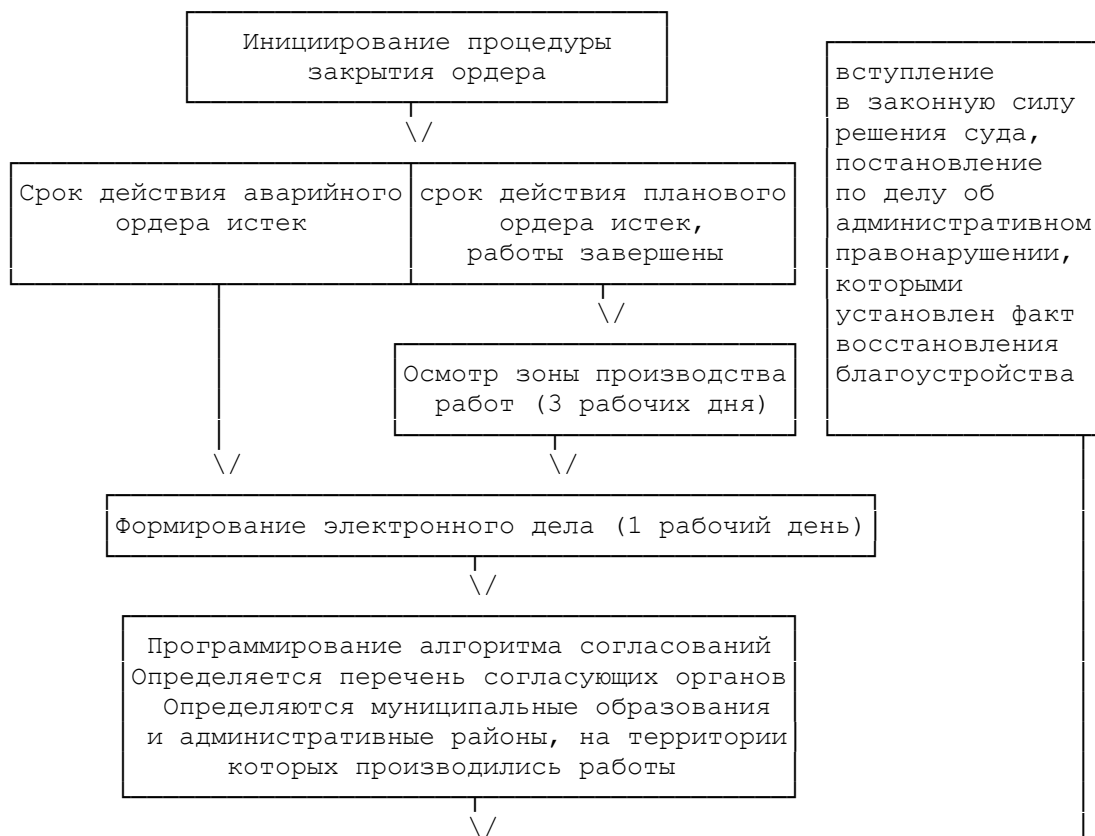 Инициирование процедуры
закрытия ордера
Срок действия аварийного
ордера истек
срок действия планового
ордера истек,
работы завершены
Осмотр зоны производства
работ (3 рабочих дня)
вступление
в законную силу
решения суда,
постановление
по делу об
административном
правонарушении,
которыми
установлен факт
восстановления
благоустройства
Формирование электронного дела (1 рабочий день)
Программирование алгоритма согласований
Определяется перечень согласующих органов
Определяются муниципальные образования
и административные районы, на территории
которых производились работы